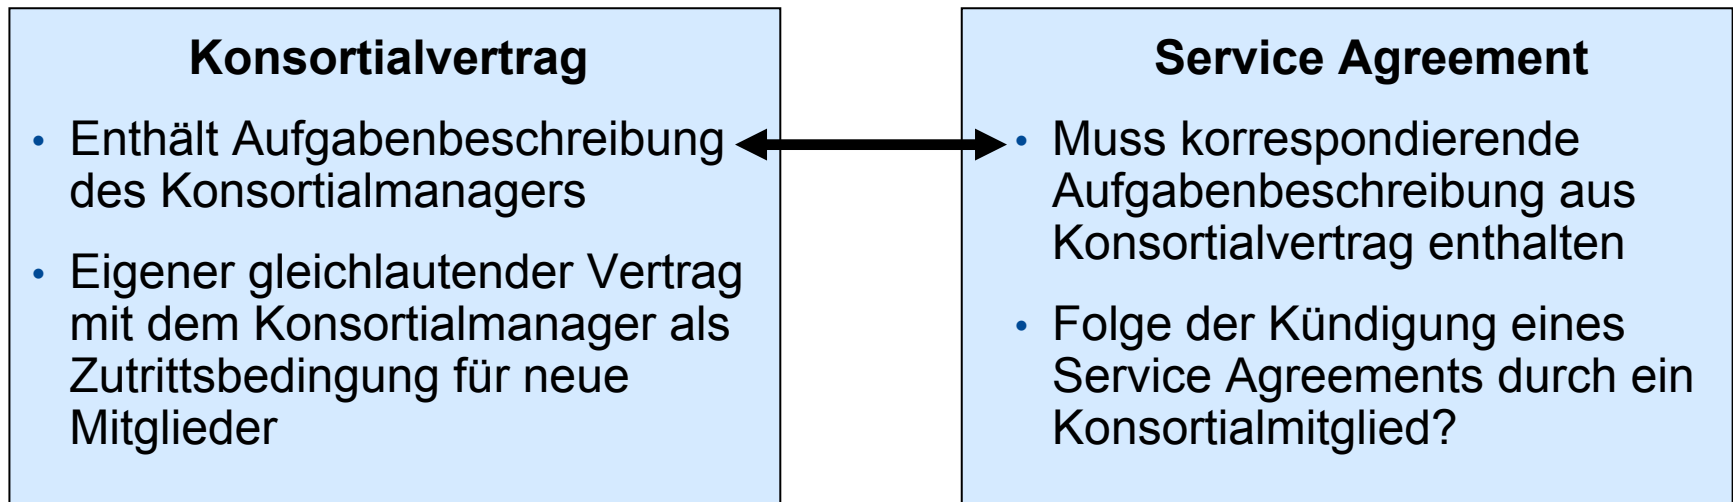 Konsortialvertrag
• Enthält Aufgabenbeschreibung
des Konsortialmanagers
• Eigener gleichlautender Vertrag
mit dem Konsortialmanager als
Zutrittsbedingung für neue
Mitglieder
Service Agreement
• Muss korrespondierende
Aufgabenbeschreibung aus
Konsortialvertrag enthalten
• Folge der Kündigung eines
Service Agreements durch ein
Konsortialmitglied?